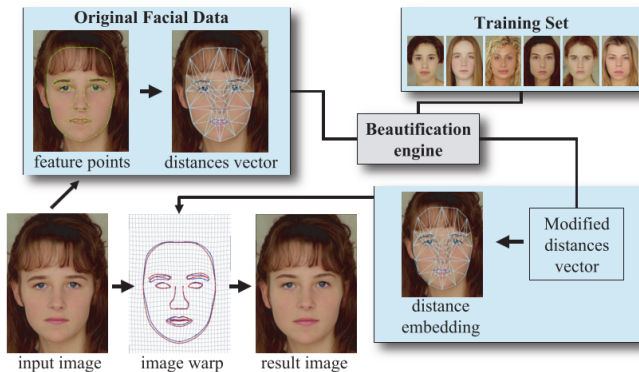 Original Facial Data
feature points
distances vector
Training Set
Beautification
engine
Modified
distances
vector
distance
embedding
input image
image warp
result image